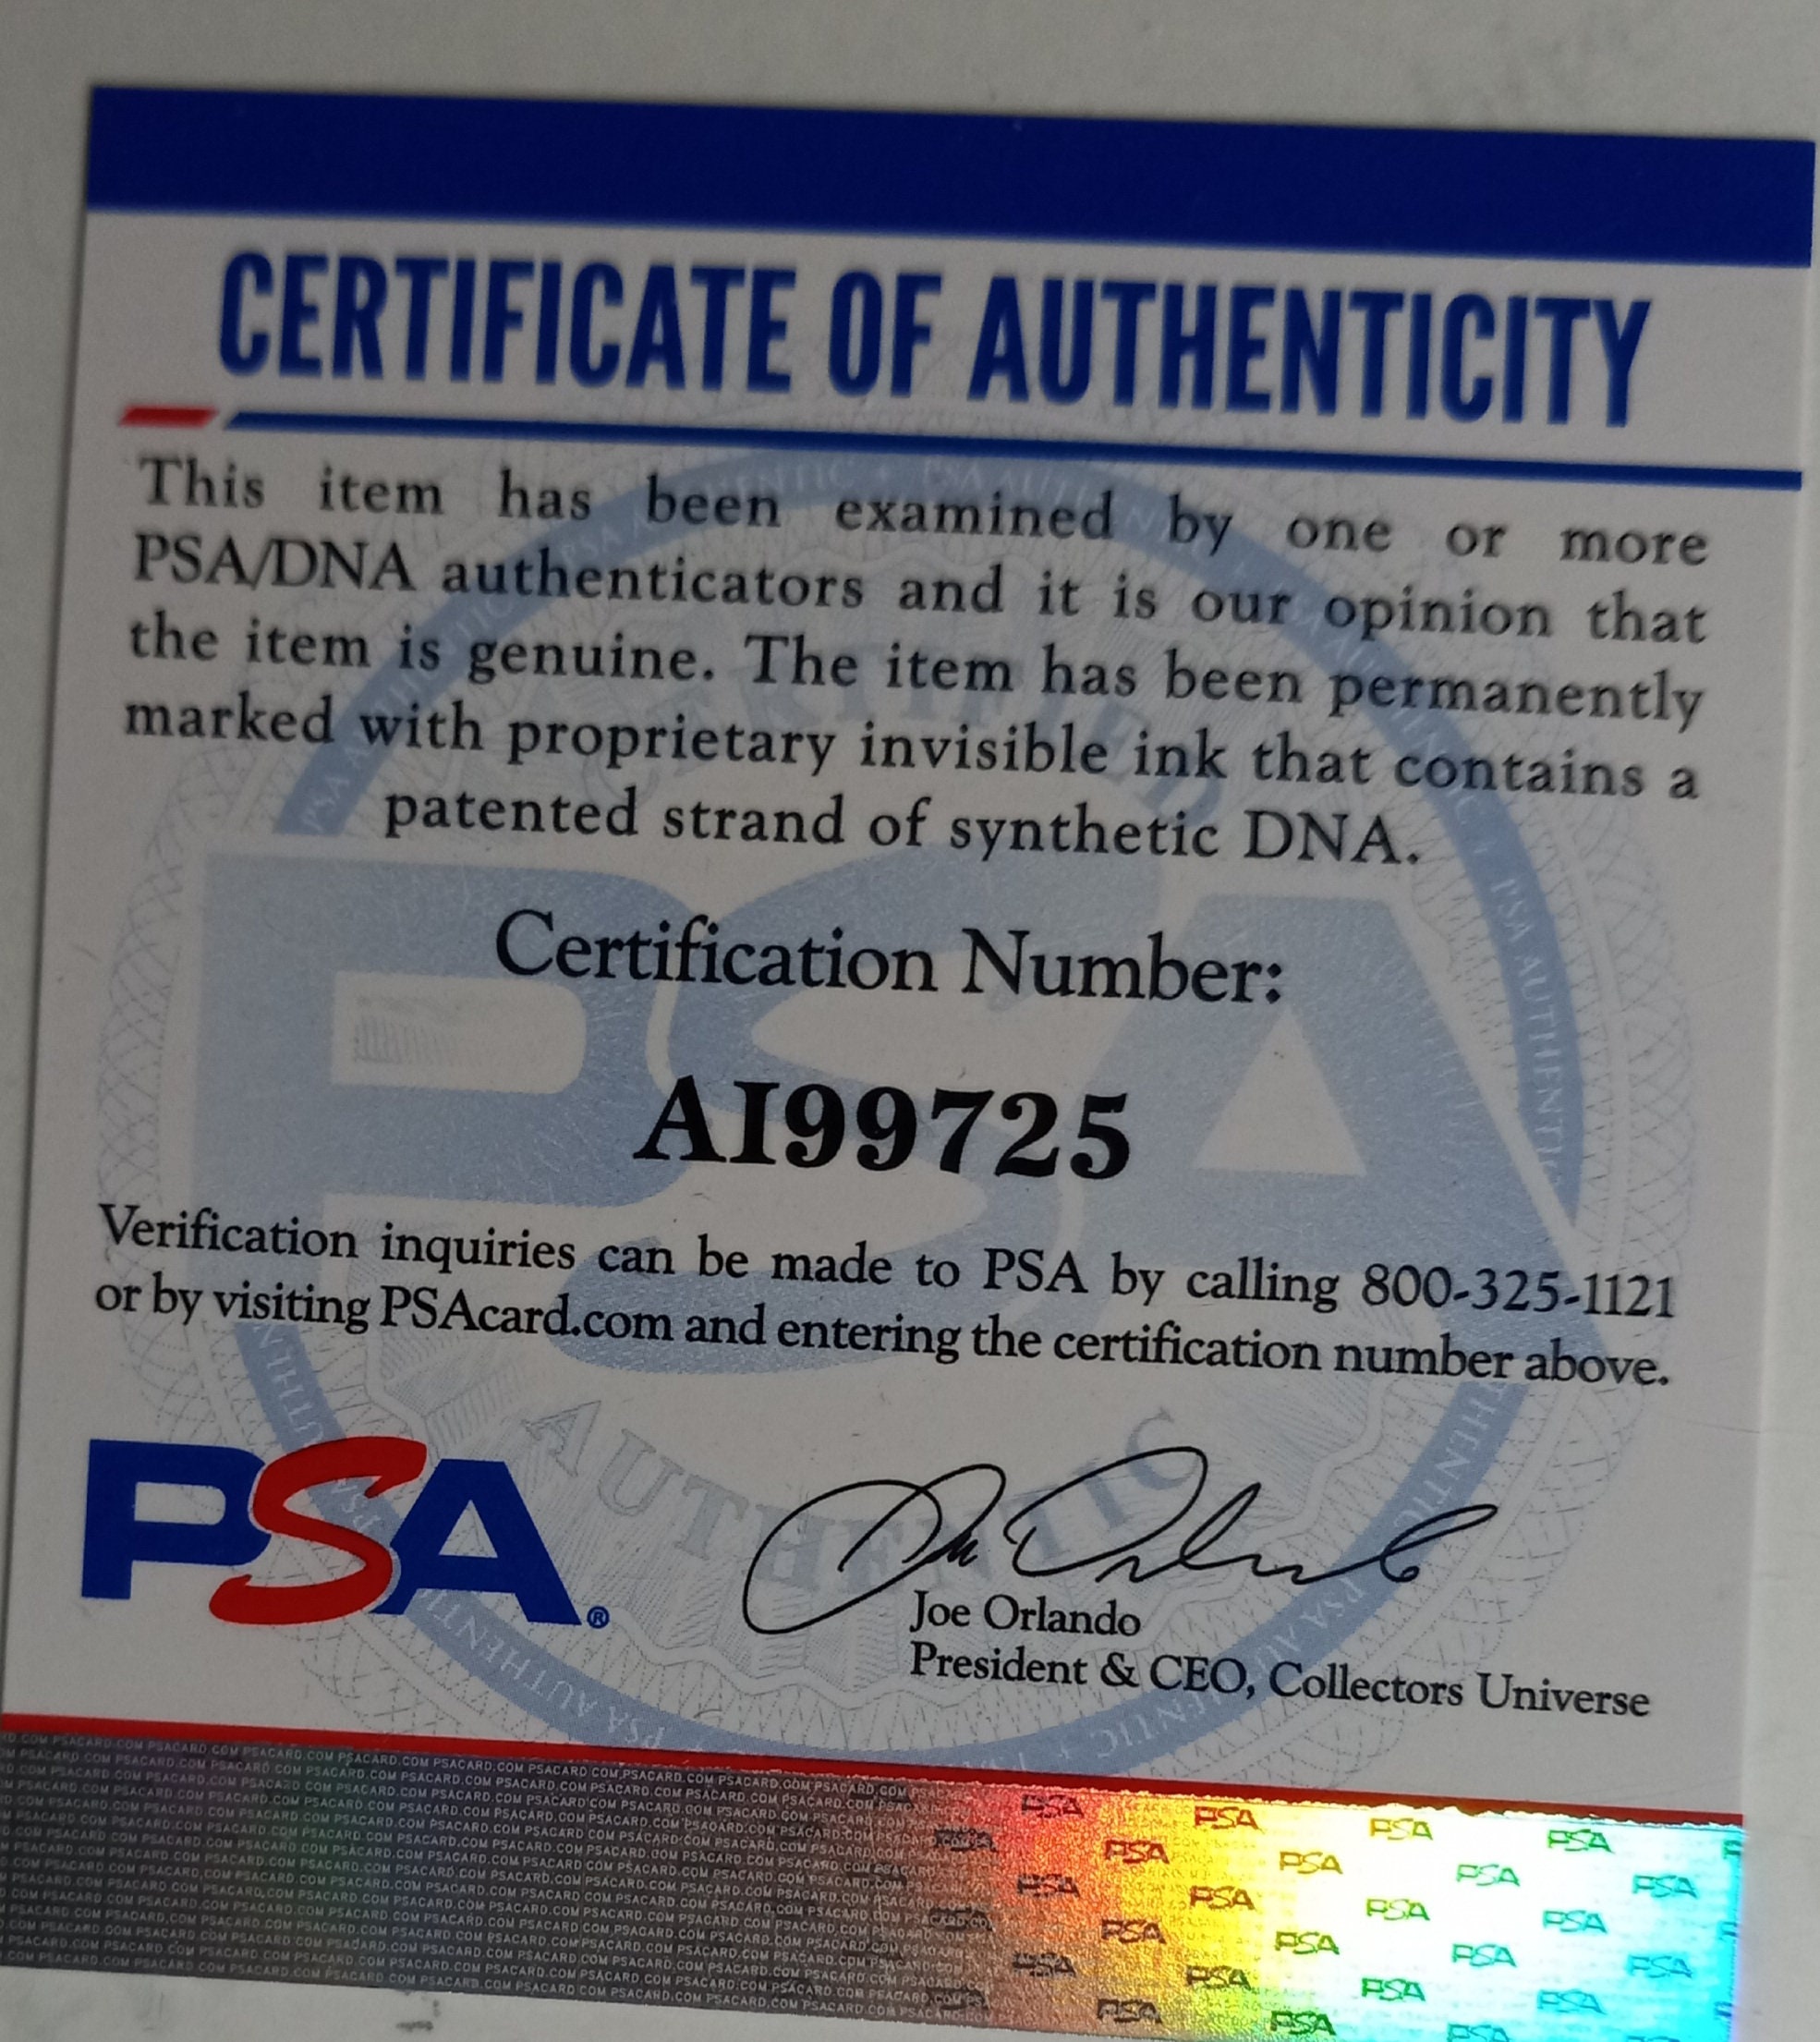 CERTIFICATE OF AUTHENTICITY
This item has been examined by one or more
PSA/DNA authenticators and it is our opinion that
the item is genuine. The item has been permanently
marked with proprietary invisible ink that contains a
patented strand of synthetic DNA.
Certification Number:
AI99725
Verification inquiries can be made to PSA by calling 800-325-1121
or by visiting PSAcard.com and entering the certification number above.
PSA®
Joe Orlando
President & CEO, Collectors Universe